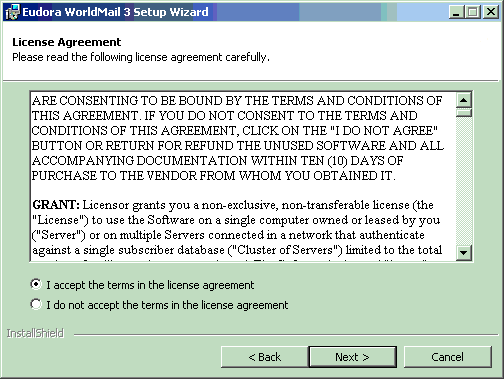 Eudora WorldMail 3 Setup Wizard
License Agreement
Please read the following license agreement carefully.
ARE CONSENTING TO BE BOUND BY THE TERMS AND CONDITIONS OF
THIS AGREEMENT. IF YOU DO NOT CONSENT TO THE TERMS AND
CONDITIONS OF THIS AGREEMENT, CLICK ON THE "I DO NOT AGREE"
BUTTON OR RETURN FOR REFUND THE UNUSED SOFTWARE AND ALL
ACCOMPANYING DOCUMENTATION WITHIN TEN (10) DAYS OF
PURCHASE TO THE VENDOR FROM WHOM YOU OBTAINED IT.
GRANT: Licensor grants you a non-exclusive, non-transferable license (the
"License") to use the Software on a single computer owned or leased by you
("Server") or on multiple Servers connected in a network that authenticate
against a single subscriber database ("Cluster of Servers") limited to the total
I accept the terms in the license agreement
I do not accept the terms in the license agreement
InstallShield
< Back
Next >
Cancel